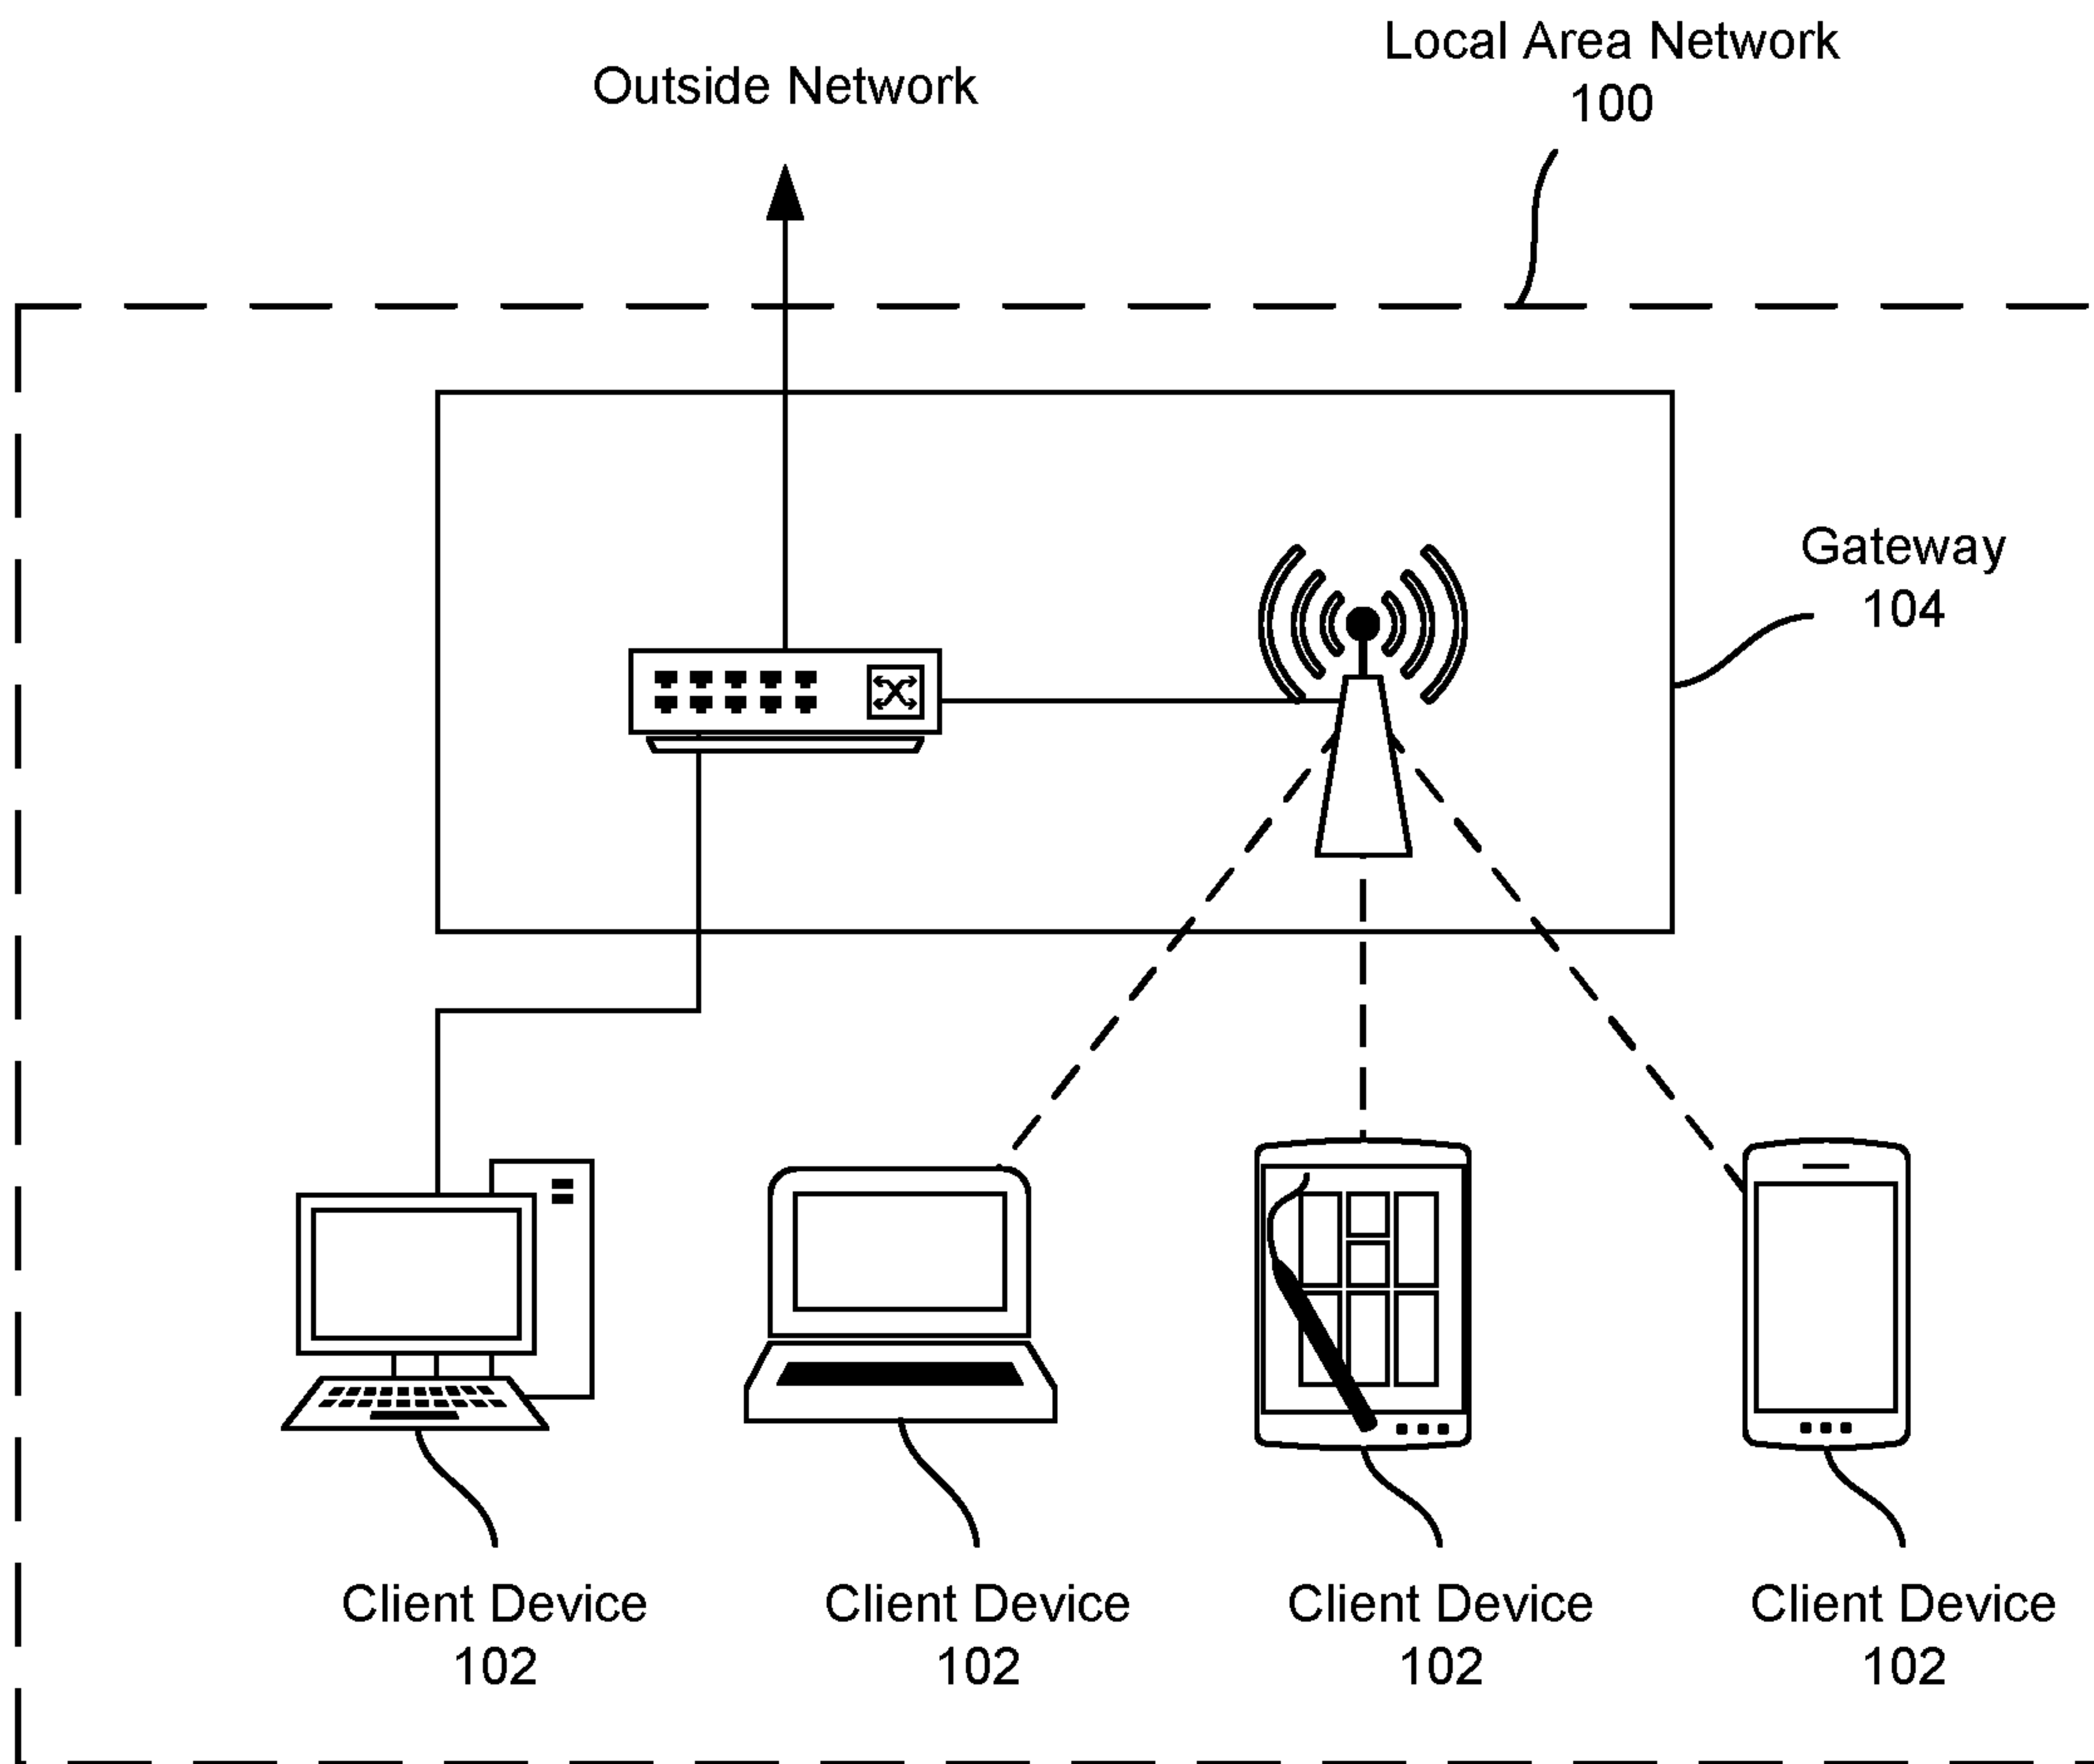 Local Area Network
100
Outside Network
Gateway
104
Client Device
102
Client Device
102
Client Device
102
Client Device
102